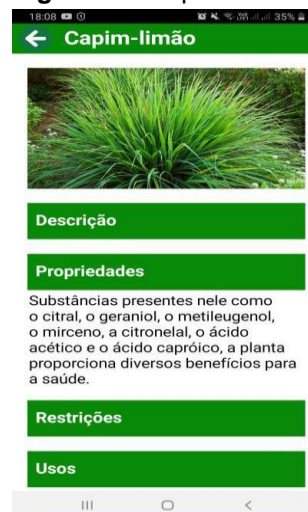 18:08 35%
Capim-limão
Descrição
Propriedades
Substâncias presentes nele como
o citral, o geraniol, o metileugenol,
o mirceno, a citronelal, o ácido
acético e o ácido capróico, a planta
proporciona diversos benefícios para
a saúde.
Restrições
Usos